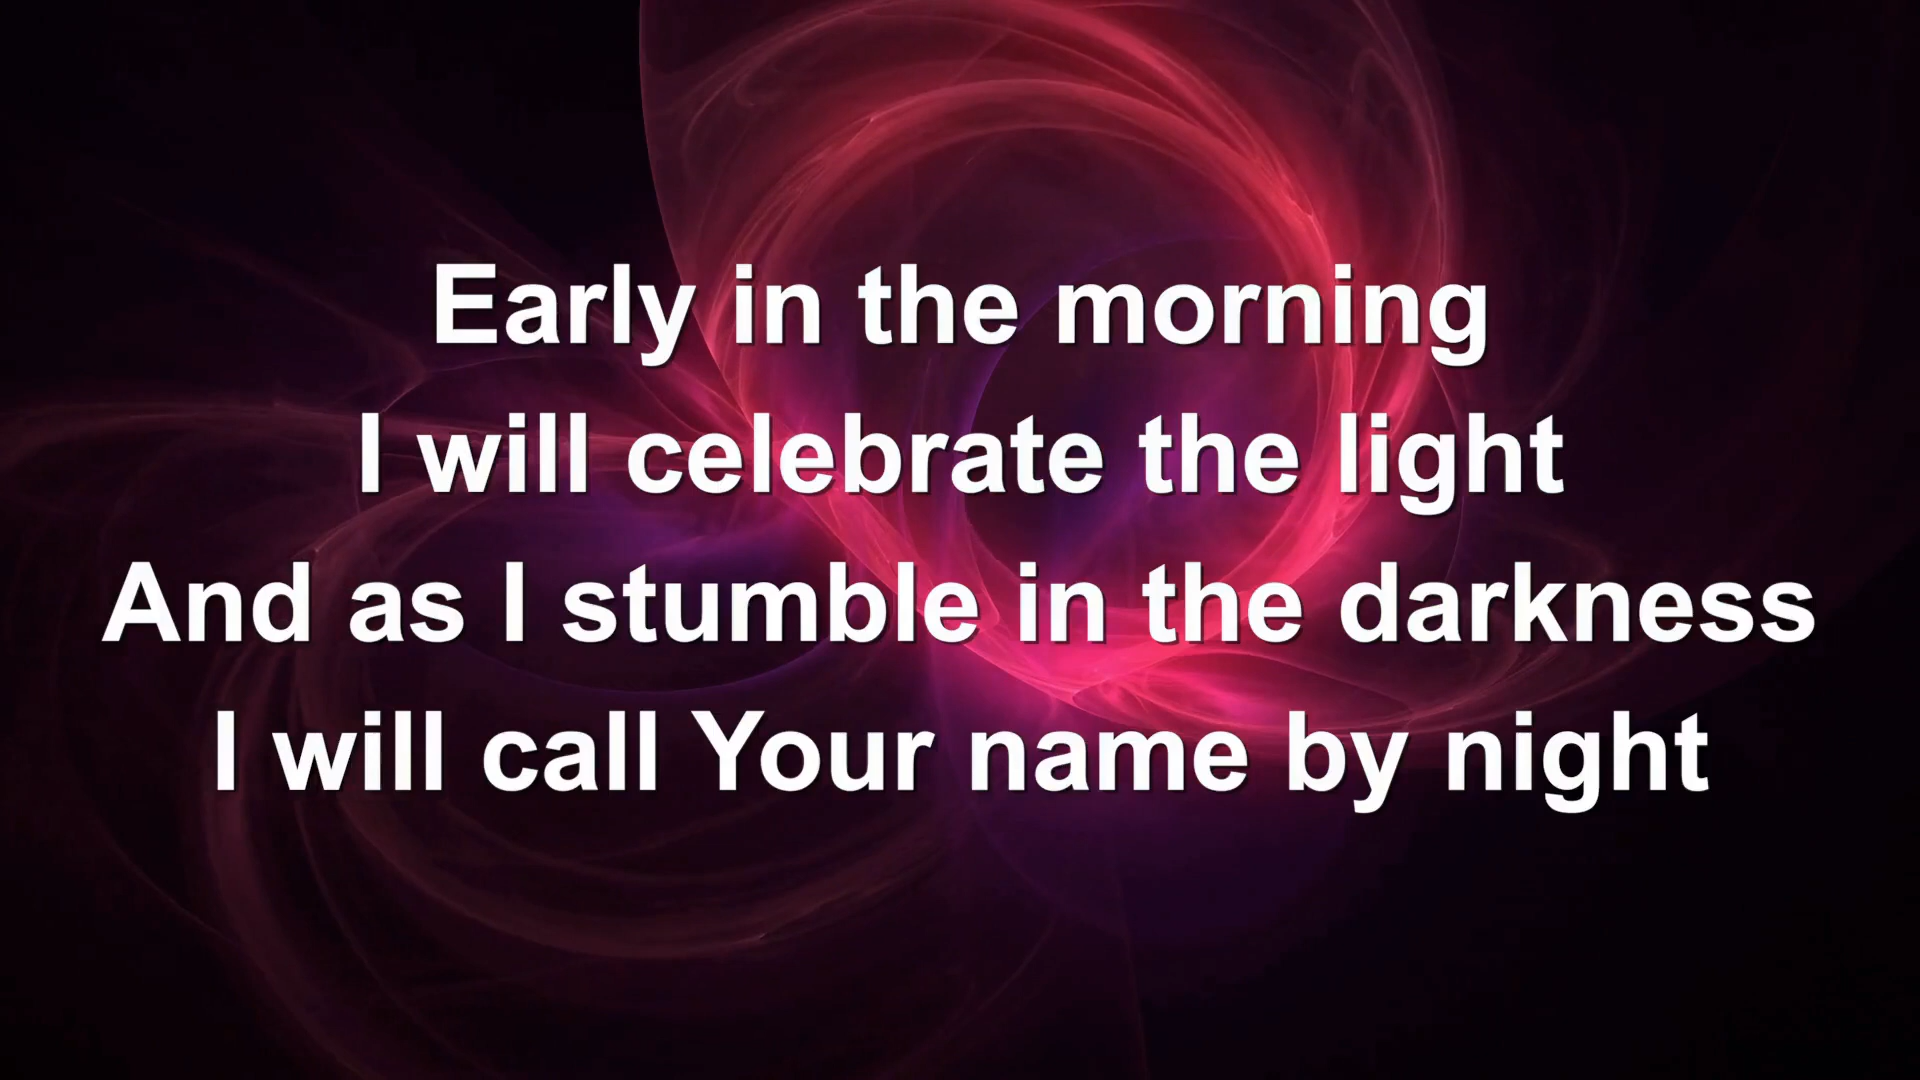 Early in the morning
I will celebrate the light
And as I stumble in the darkness
I will call Your name by night